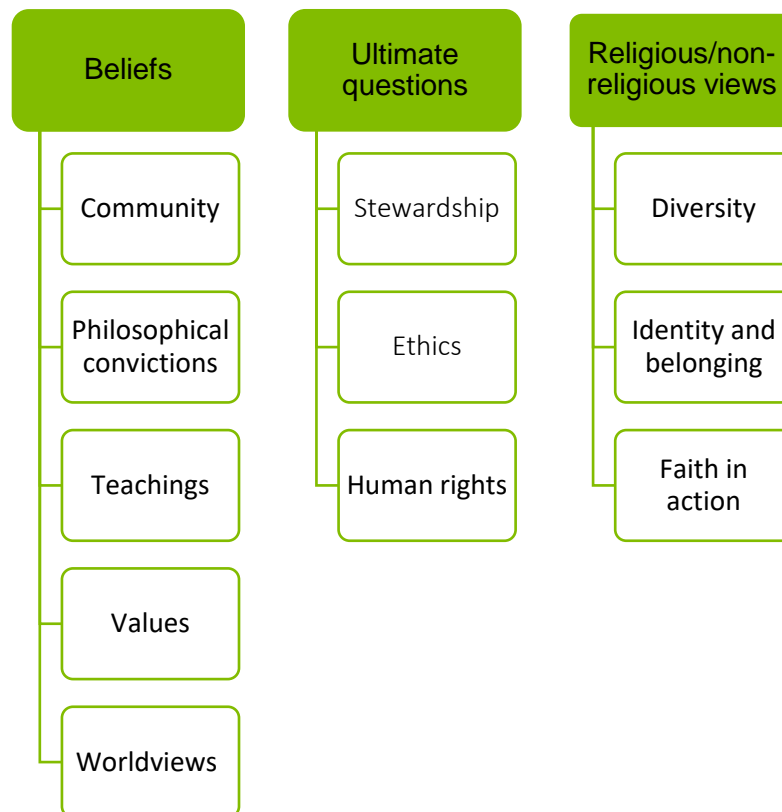 Beliefs
Community
Philosophical
convictions
Teachings
Values
Worldviews
Ultimate
questions
Stewardship
Ethics
Human rights
Religious/non-
religious views
Diversity
Identity and
belonging
Faith in
action